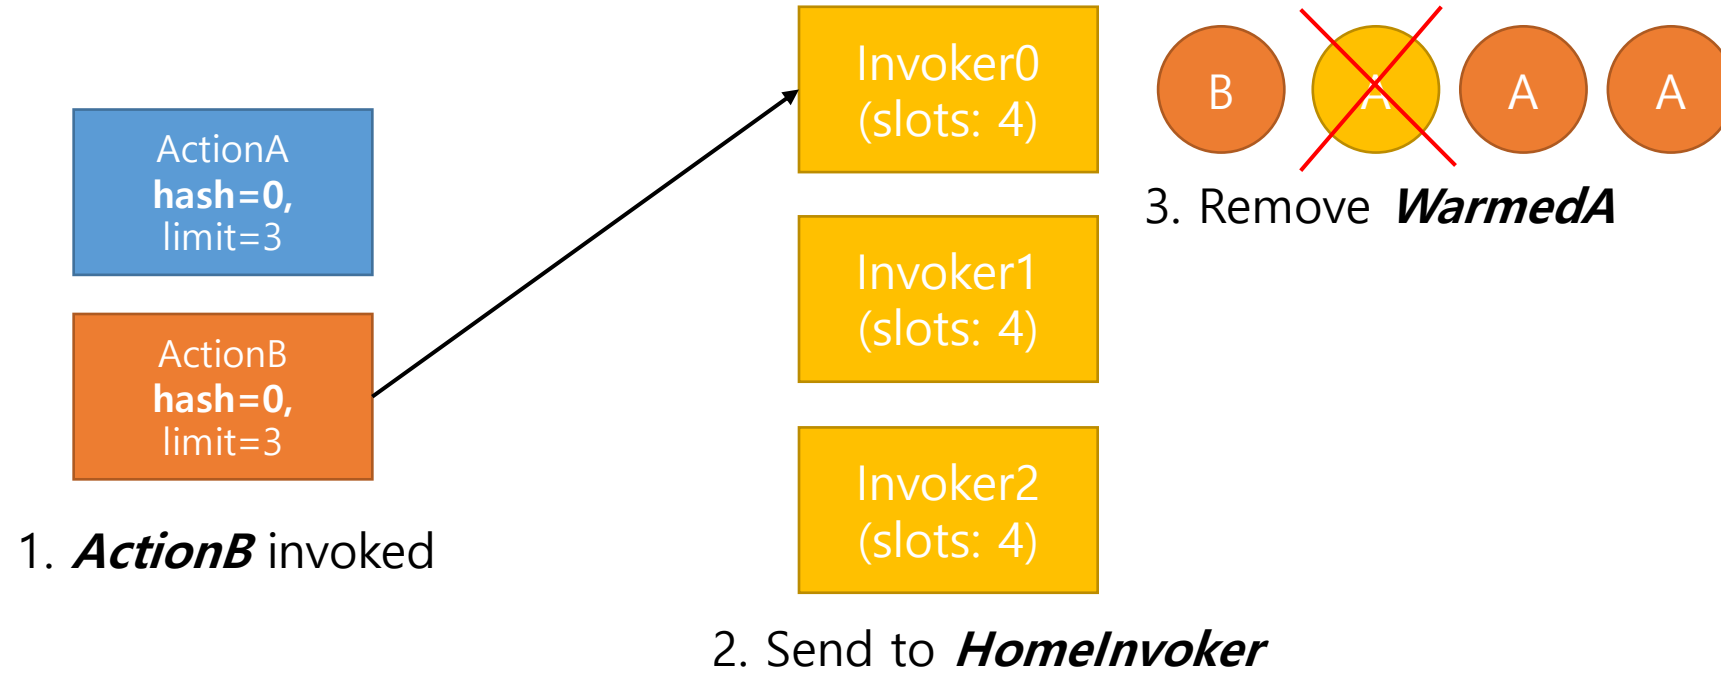 ActionA
hash=0,
limit=3
ActionB
hash=0,
limit=3
1. ActionB invoked
Invoker0
(slots: 4)
Invoker1
(slots: 4)
Invoker2
(slots: 4)
2. Send to HomeInvoker
B
A
A
A
3. Remove WarmedA